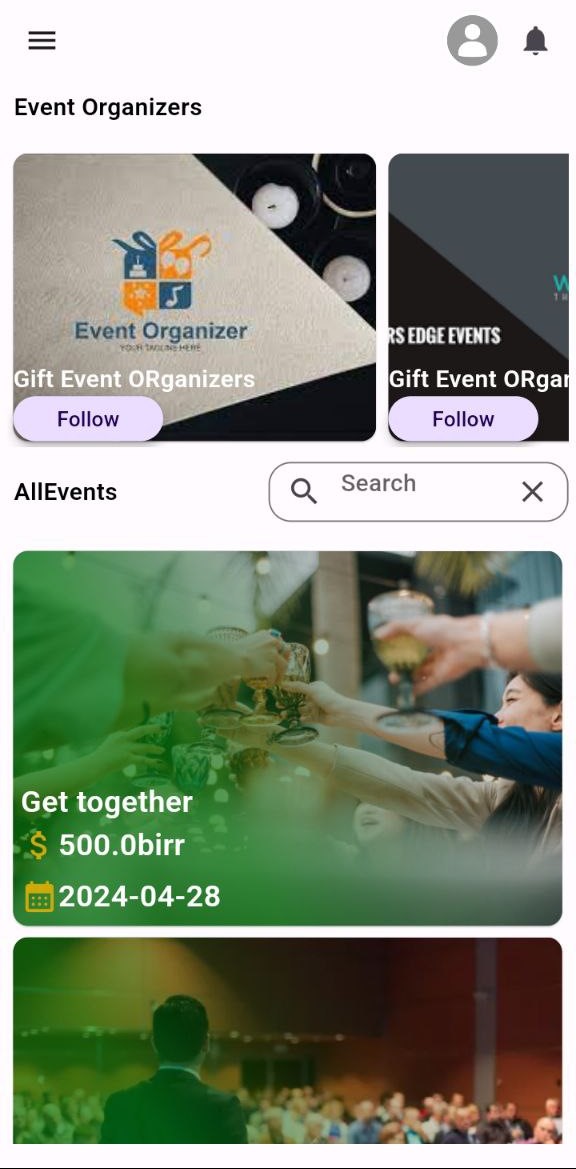 Event Organizers
Event Organizer
YOUR TAGLINE HERE
Gift Event ORganizers
Follow
W
T H
RS EDGE EVENTS
Gift Event ORgan
Follow
AllEvents
Search
Get together
$ 500.0birr
2024-04-28